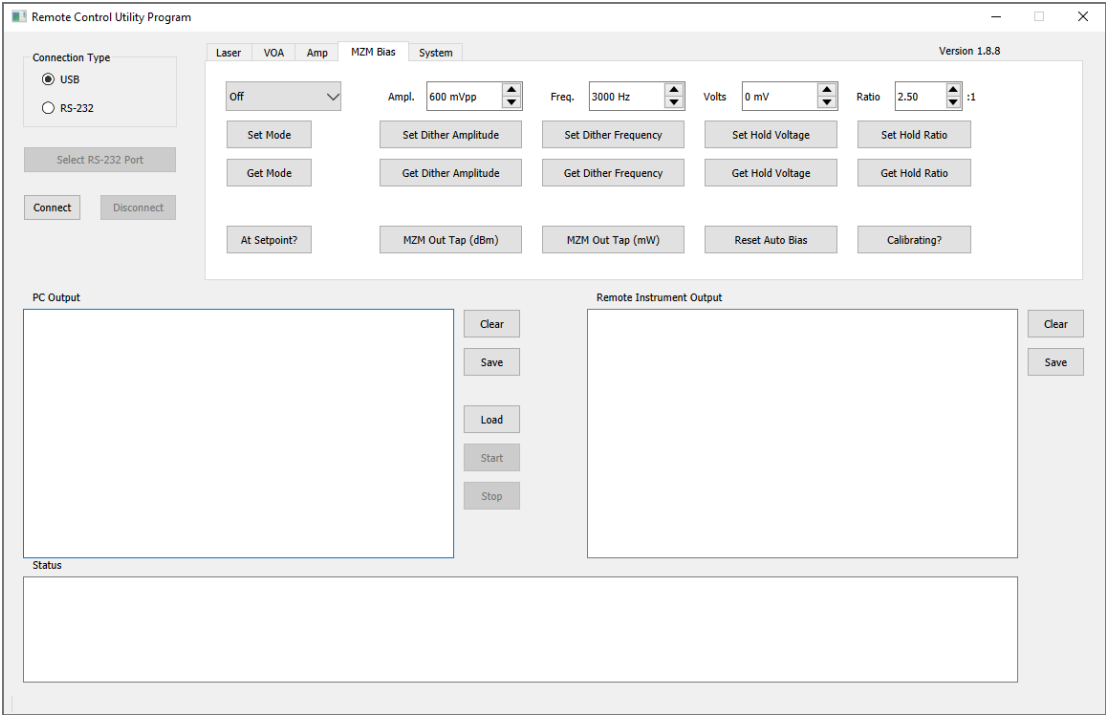 Remote Control Utility Program
Connection Type
USB
RS-232
Select RS-232 Port
Connect Disconnect
Laser VOA Amp MZM Bias System
Version 1.8.8
Off Ampl. 600 mVpp Freq. 3000 Hz Volts 0 mV Ratio 2.50 :1
Set Mode Set Dither Amplitude Set Dither Frequency Set Hold Voltage Set Hold Ratio
Get Mode Get Dither Amplitude Get Dither Frequency Get Hold Voltage Get Hold Ratio
At Setpoint? MZM Out Tap (dBm) MZM Out Tap (mW) Reset Auto Bias Calibrating?
PC Output
Clear
Save
Load
Start
Stop
Remote Instrument Output
Clear
Save
Status